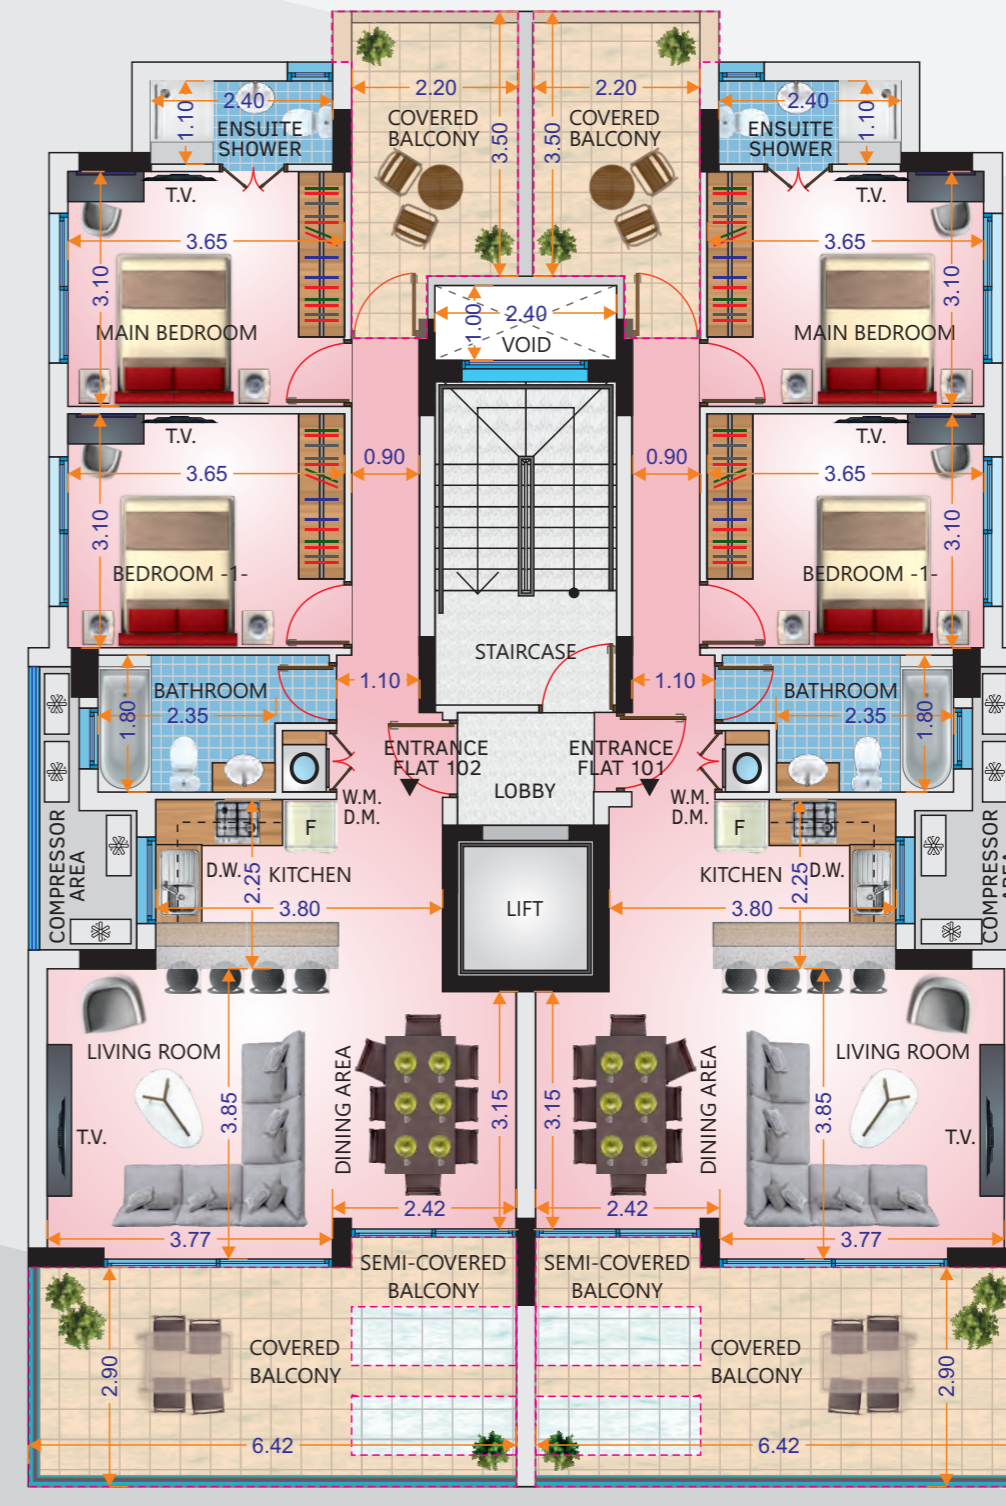 2.20
2.20
2.40
2.40
1.10
1.10
COVERED
BALCONY
COVERED
BALCONY
3.50
3.50
ENSUITE
SHOWER
ENSUITE
SHOWER
T.V.
T.V.
3.65
3.65
3.10
3.10
1.00
2.40
VOID
MAIN BEDROOM
MAIN BEDROOM
T.V.
T.V.
0.90
0.90
3.65
3.65
3.10
3.10
BEDROOM -1-
BEDROOM -1-
STAIRCASE
1.10
1.10
BATHROOM
BATHROOM
2.35
2.35
1.80
1.80
ENTRANCE
FLAT 102
ENTRANCE
FLAT 101
LOBBY
W.M.
D.M.
W.M.
D.M.
F
F
COMPRESSOR
AREA
COMPRESSOR
D.W.
KITCHEN
KITCHEN
D.W.
2.25
2.25
3.80
3.80
LIFT
LIVING ROOM
LIVING ROOM
DINING AREA
DINING AREA
3.85
3.15
3.15
3.85
T.V.
T.V.
2.42
2.42
3.77
3.77
SEMI-COVERED
BALCONY
SEMI-COVERED
BALCONY
COVERED
BALCONY
COVERED
BALCONY
2.90
2.90
6.42
6.42